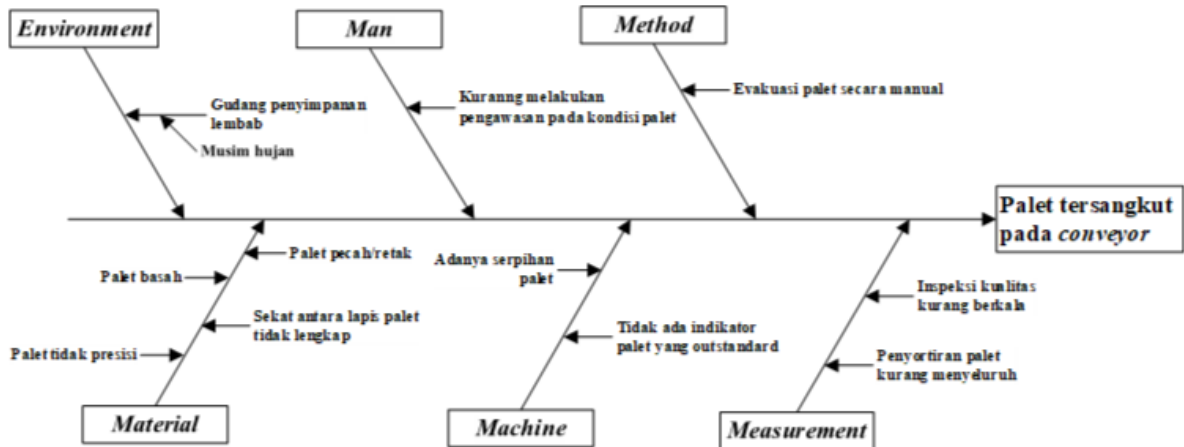 Environment
Man
Method
Gudang penyimpanan
lembab
Musim hujan
Kuranng melakukan
pengawasan pada kondisi palet
Evakuasi palet secara manual
Palet tersangkut
pada conveyor
Palet pecah/retak
Palet basah
Sekat antara lapis palet
tidak lengkap
Palet tidak presisi
Adanya serpihan
palet
Tidak ada indikator
palet yang outstandard
Inspeksi kualitas
kurang berkala
Penyortiran palet
kurang menyeluruh
Material
Machine
Measurement